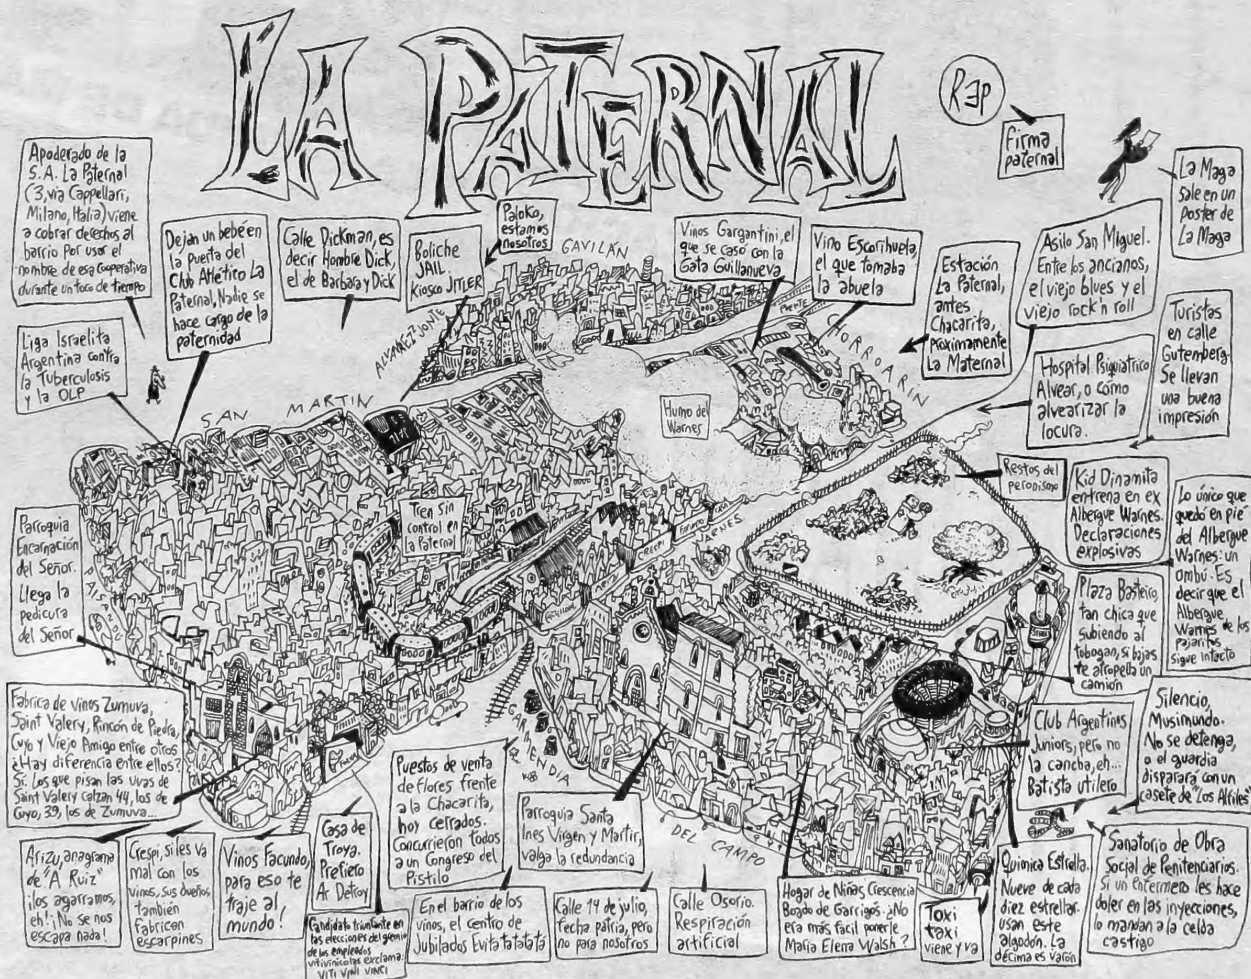 LA PATERNAL
REP
Firma
paternal
La Maga
sale en un
poster de
La Maga
Apoderado de la
S.A. La Paternal
(3, via Cappellari,
Milano, Italia) viene
a cobrar derechos al
barrio por usar el
nombre de esa cooperativa
durante un toco de tiempo
Dejan un bebé en
la puerta del
Club Atlético La
Paternal, Nadie se
hace cargo de la
paternidad
Calle Dickman, es
decir Hombre Dick,
el de Barbara y Dick
Boliche
JAIL.
Kiosco JITLER
Paloko,
estamos
nosotros
GAVILÁN
Vinos Gargantini, el
que se casó con la
Gata Guillanueva
Vino Escorihuela,
el que tomaba
la abuela
Estación
La Paternal,
antes
Chacarita,
Próximamente
La Maternal
Asilo San Miguel.
Entre los ancianos,
el viejo blues y el
viejo rock'n roll
Turistas
en calle
Gutemberg.
Se llevan
una buena
impresión
Liga Israelita
Argentina contra
la Tuberculosis
y la OLP
SAN MARTIN
ALVAREZ JONTE
PUENTE
CHORROARIN
Humo del
Warnes
Hospital Psiquiatrico
Alvear, o cómo
alvearizar la
locura.
Restos del
peronismo
Kid Dinamita
entrena en ex
Albergue Warnes.
Declaraciones
explosivas
Lo único que
quedó en pie
del Albergue
Warnes: un
Ombú. Es
decir que el
Albergue
Warnes de los
pajaritos
sigue intacto
Parroquia
Encarnación
del Señor.
Llega la
pedicura
del Señor
Tren sin
control en
la Paternal
CRESPI
FACUNDO
WARNES
Plaza Basteiro,
tan chica que
subiendo al
tobogan, si bajas
te atropella un
camión
Fabrica de vinos Zumuva,
Saint Valery, Rincón de Piedra,
Cuyo y Viejo Amigo entre otros
¿Hay diferencia entre ellos?
Sí: Los que pisan las uvas de
Saint Valery calzan 44, los de
Cuyo, 39, los de Zumuva...
GARMENDIA
Club Argentinos
Juniors, pero no
la cancha, eh...
Batista utilero
Silencio,
Musimundo.
No se detenga,
o el guardia
disparará con un
casete de "Los Alfiles"
Arizu, anagrama
de "A Ruiz"
¡los agarramos,
eh! ¡No se nos
escapa nada!
Crespi, si les va
mal con los
vinos, sus dueños
también
fabrican
escarpines
Vinos Facundo,
para eso te
traje al
mundo!
Casa de
Troya.
Prefiero
A. Detroy
Candidato triunfante en
las elecciones del gremio
de los empleados
vitivinícolas exclama:
VITI VINI VINCI
Puestos de venta
de flores frente
a la Chacarita,
hoy cerrados.
Concurrieron todos
a un Congreso del
Pistilo
En el barrio de los
vinos, el centro de
Jubilados Evitatatatá
Parroquia Santa
Ines Virgen y Martir,
valga la redundancia
DEL CAMPO
Calle 14 de julio,
fecha patria, pero
no para nosotros
Calle Osorio.
Respiración
artificial
Hogar de Niñas Crescencia
Boado de Garrigós. ¿No
era más facil ponerle
María Elena Walsh?
Toxi
taxi
viene y va
Quimica Estrella.
Nueve de cada
diez estrellas
usan este
algodón. La
décima es varón
Sanatorio de Obra
Social de Penitenciarios.
Si un enfermero les hace
doler en las inyecciones,
lo mandan a la celda
castigo